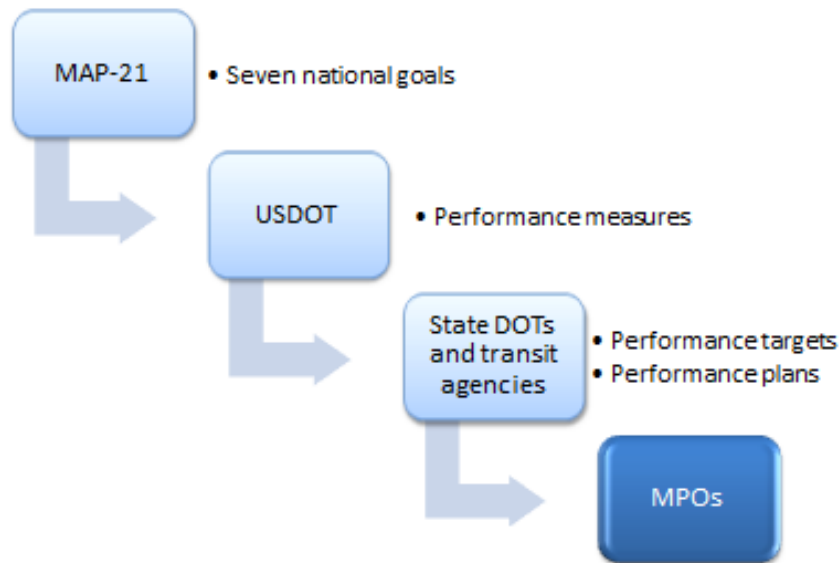 MAP-21
• Seven national goals
USDOT
• Performance measures
State DOTs
and transit
agencies
• Performance targets
• Performance plans
MPOs